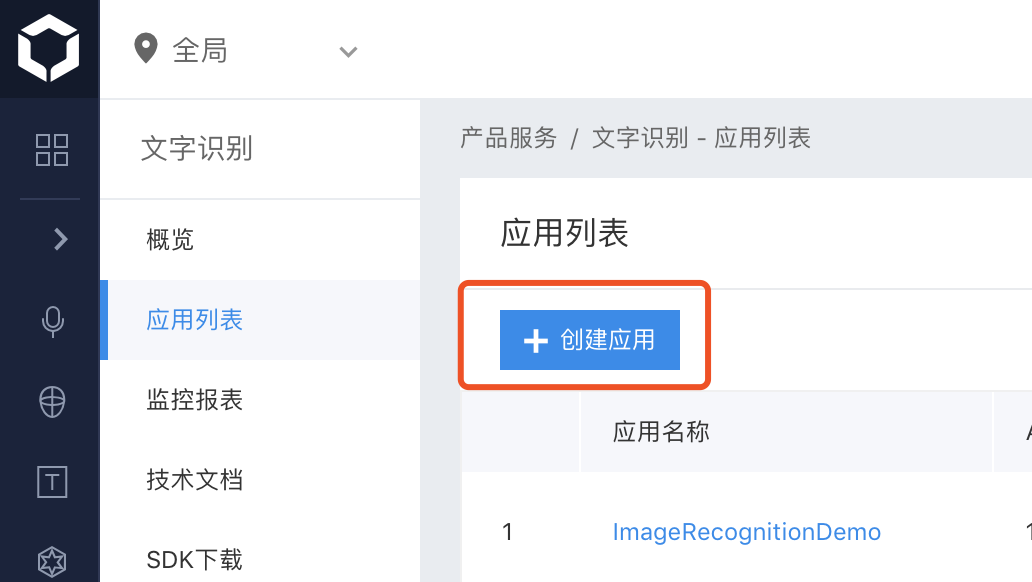 全局
文字识别
概览
应用列表
监控报表
技术文档
SDK下载
产品服务 / 文字识别 - 应用列表
应用列表
创建应用
应用名称
1 ImageRecognitionDemo